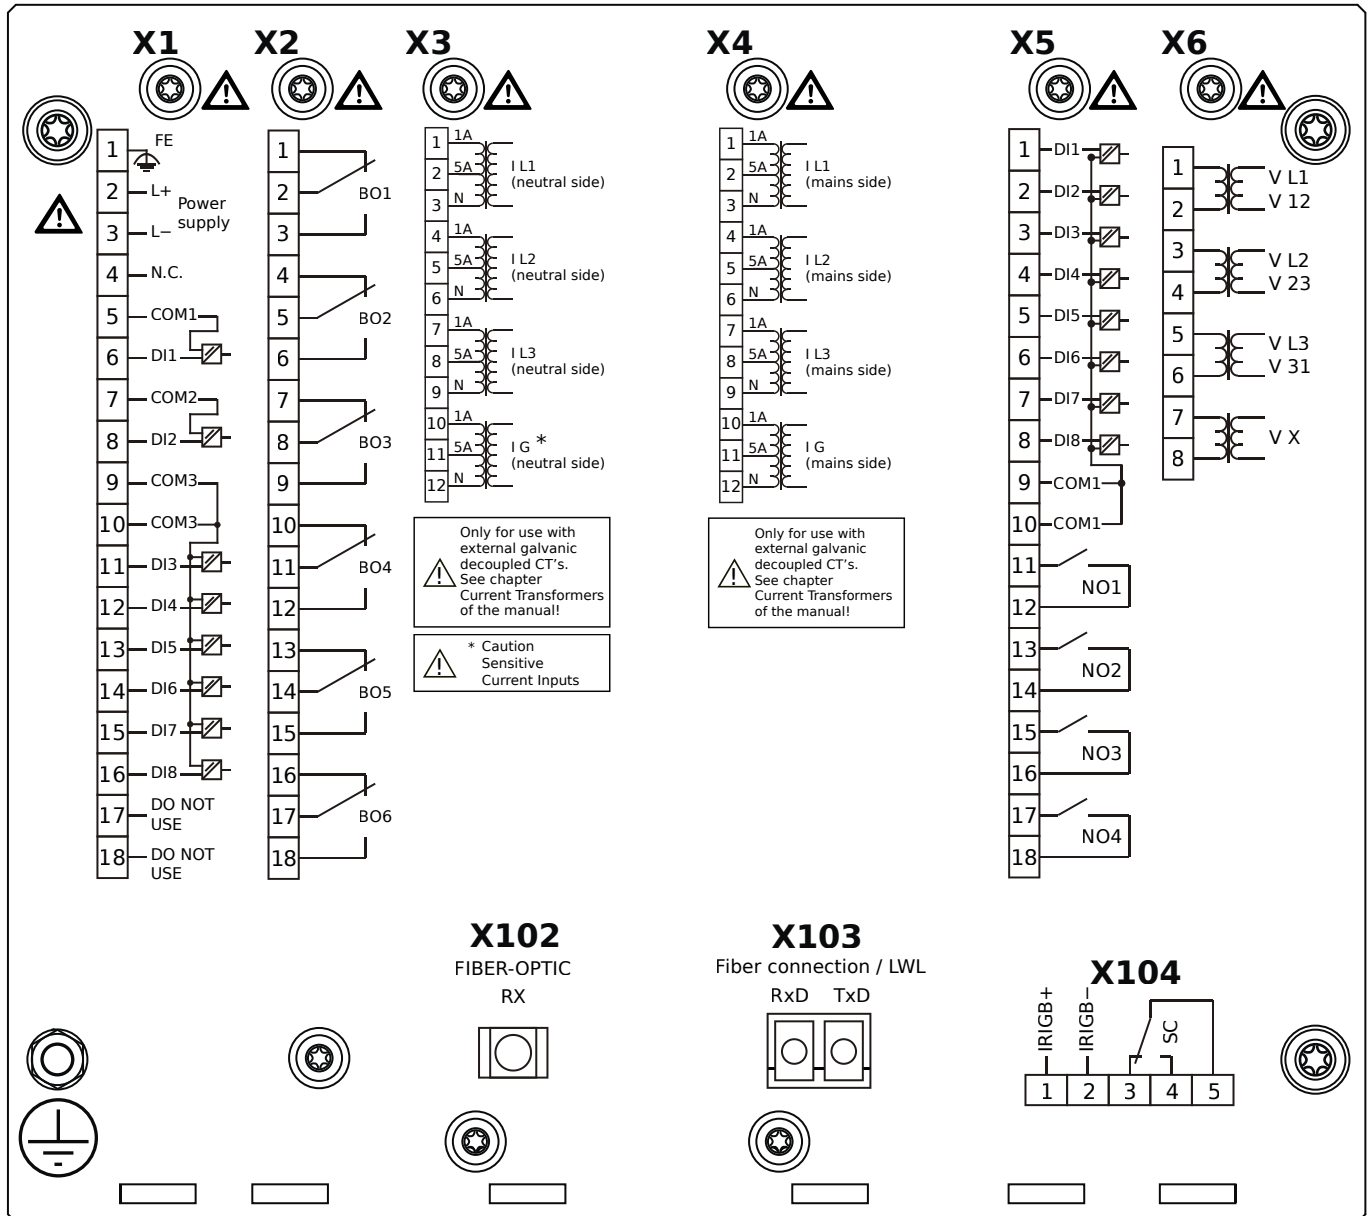 X1
X2
X3
X4
X5
X6
1
FE
2
L+
Power
supply
3
L−
4
N.C.
5
COM1
6
DI1
7
COM2
8
DI2
9
COM3
10
COM3
11
DI3
12
DI4
13
DI5
14
DI6
15
DI7
16
DI8
17
DO NOT
USE
18
DO NOT
USE
1
2
BO1
3
4
5
BO2
6
7
8
BO3
9
10
11
BO4
12
13
14
BO5
15
16
17
BO6
18
1
1A
2
5A
3
N
I L1
(neutral side)
4
1A
5
5A
6
N
I L2
(neutral side)
7
1A
8
5A
9
N
I L3
(neutral side)
10
1A
11
5A
12
N
I G *
(neutral side)
Only for use with
external galvanic
decoupled CT's.
See chapter
Current Transformers
of the manual!
* Caution
Sensitive
Current Inputs
1
1A
2
5A
3
N
I L1
(mains side)
4
1A
5
5A
6
N
I L2
(mains side)
7
1A
8
5A
9
N
I L3
(mains side)
10
1A
11
5A
12
N
I G
(mains side)
Only for use with
external galvanic
decoupled CT's.
See chapter
Current Transformers
of the manual!
1
DI1
2
DI2
3
DI3
4
DI4
5
DI5
6
DI6
7
DI7
8
DI8
9
COM1
10
COM1
11
NO1
12
13
NO2
14
15
NO3
16
17
NO4
18
1
V L1
2
V 12
3
V L2
4
V 23
5
V L3
6
V 31
7
V X
8
X102
FIBER-OPTIC
RX
X103
Fiber connection / LWL
RxD TxD
X104
IRIGB+
IRIGB−
SC
1 2 3 4 5